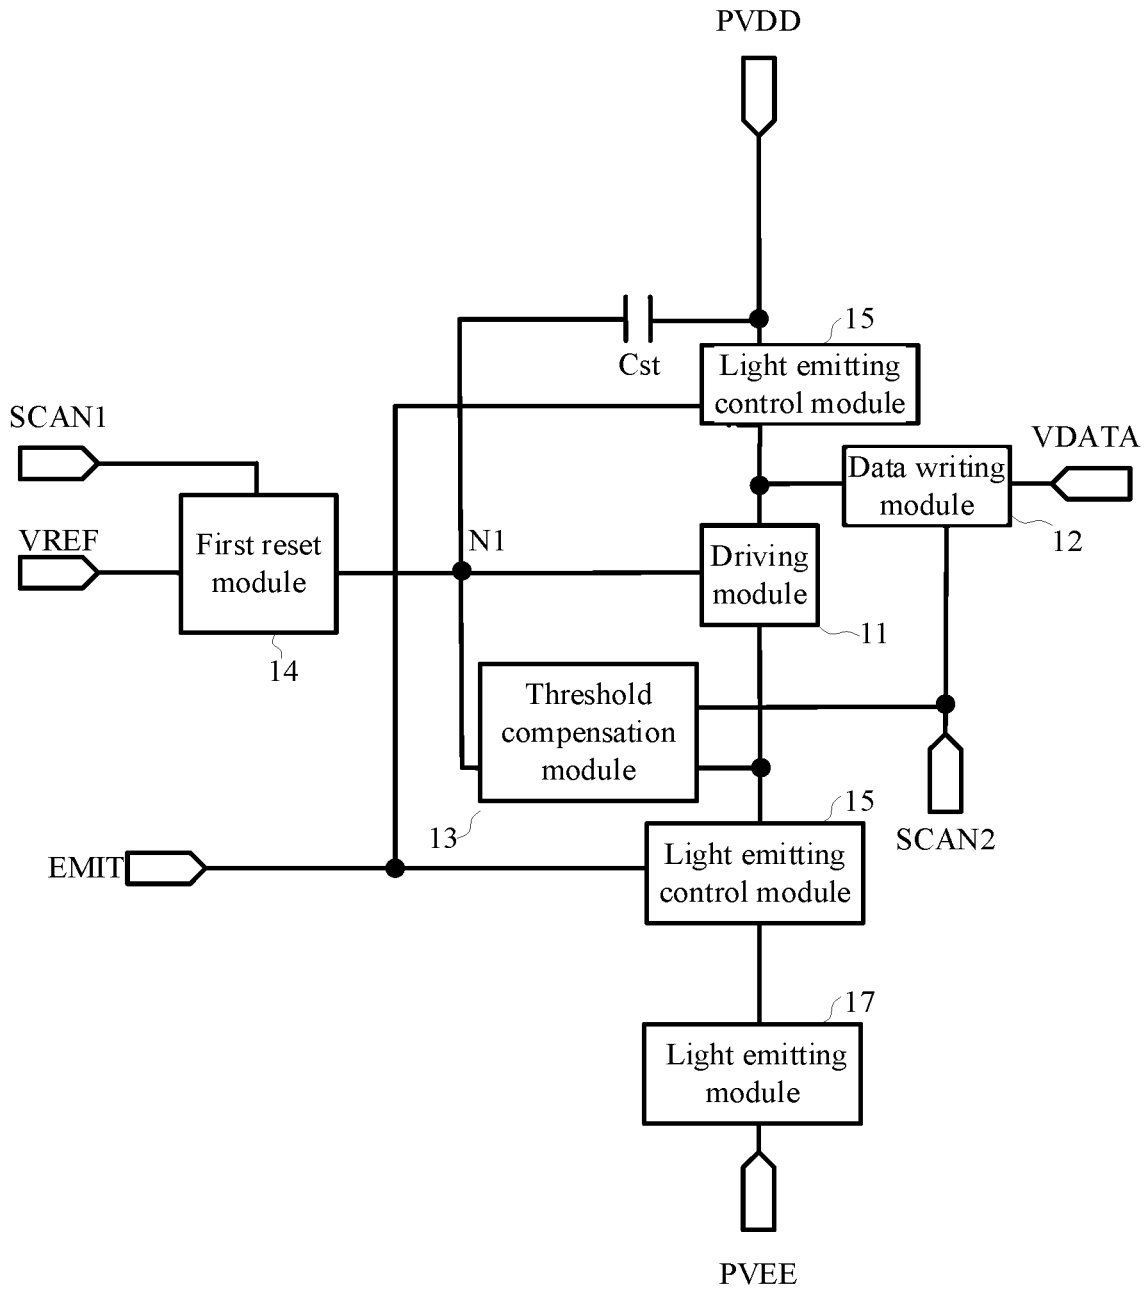 PVDD
15
Cst
Light emitting
control module
SCAN1
VDATA
Data writing
module
VREF
First reset
module
N1
Driving
module
12
11
14
Threshold
compensation
module
13
15
SCAN2
EMIT
Light emitting
control module
17
Light emitting
module
PVEE